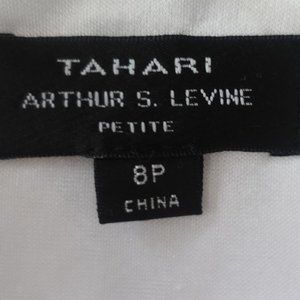 TAHARI
ARTHUR S. LEVINE
PETITE
8P
CHINA